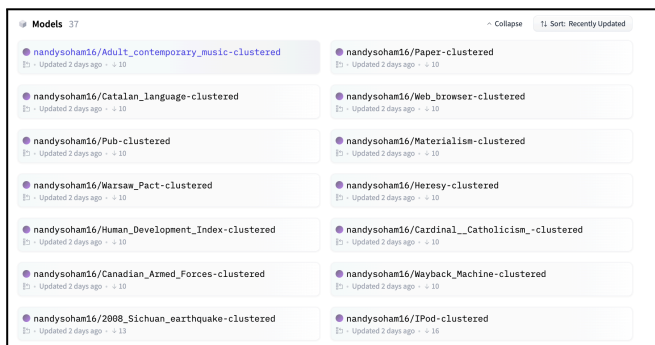 Models 37
Collapse
↑↓ Sort: Recently Updated
nandysoham16/Adult_contemporary_music-clustered
• Updated 2 days ago • ↓ 10
nandysoham16/Paper-clustered
• Updated 2 days ago • ↓ 10
nandysoham16/Catalan_language-clustered
• Updated 2 days ago • ↓ 10
nandysoham16/Web_browser-clustered
• Updated 2 days ago • ↓ 10
nandysoham16/Pub-clustered
• Updated 2 days ago • ↓ 10
nandysoham16/Materialism-clustered
• Updated 2 days ago • ↓ 10
nandysoham16/Warsaw_Pact-clustered
• Updated 2 days ago • ↓ 10
nandysoham16/Heresy-clustered
• Updated 2 days ago • ↓ 10
nandysoham16/Human_Development_Index-clustered
• Updated 2 days ago • ↓ 10
nandysoham16/Cardinal__Catholicism_-clustered
• Updated 2 days ago • ↓ 10
nandysoham16/Canadian_Armed_Forces-clustered
• Updated 2 days ago • ↓ 10
nandysoham16/Wayback_Machine-clustered
• Updated 2 days ago • ↓ 10
nandysoham16/2008_Sichuan_earthquake-clustered
• Updated 2 days ago • ↓ 13
nandysoham16/IPod-clustered
• Updated 2 days ago • ↓ 16